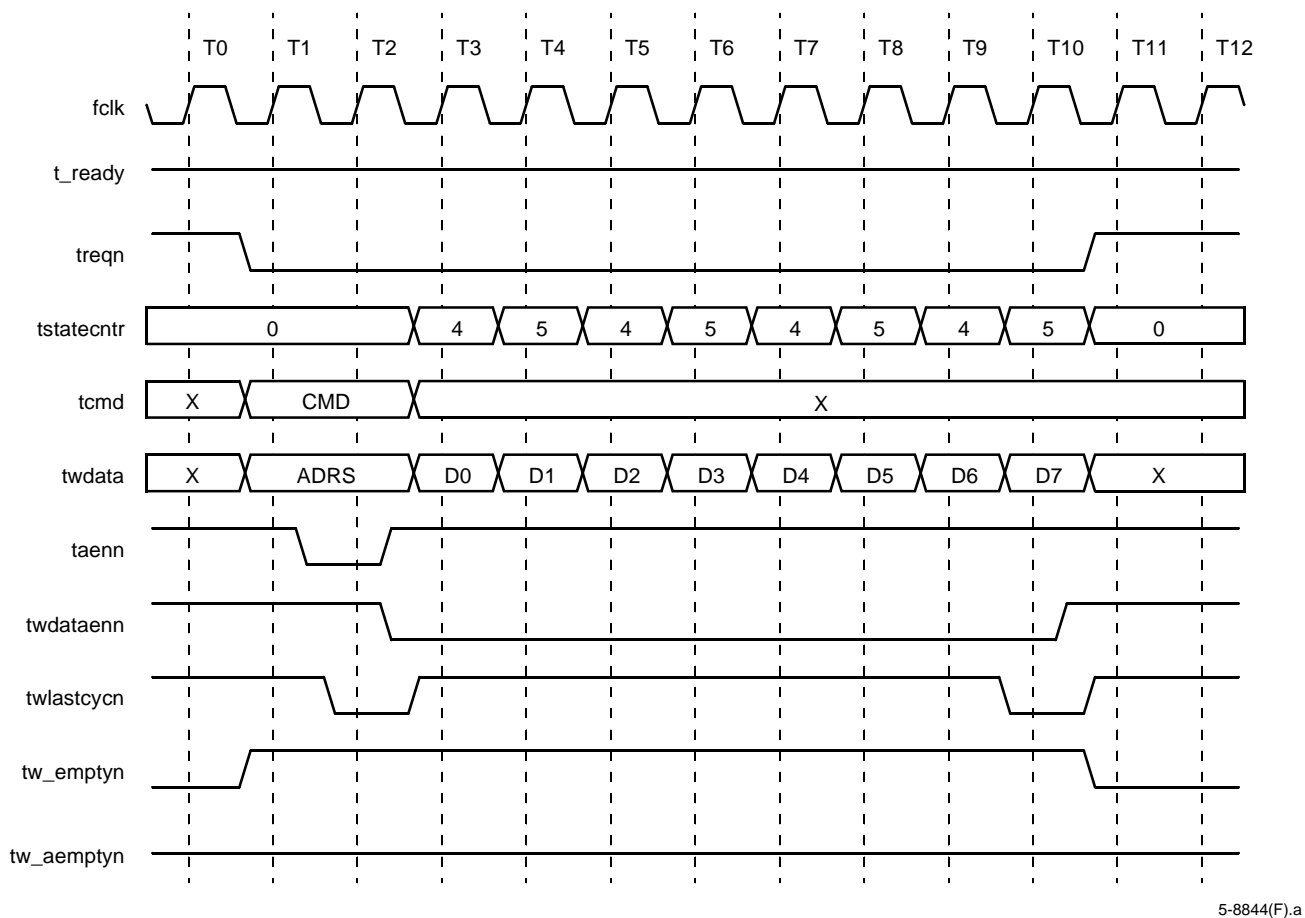 T0 T1 T2 T3 T4 T5 T6 T7 T8 T9 T10 T11 T12
fclk
t_ready
treqn
tstatecntr 0 4 5 4 5 4 5 4 5 0
tcmd X CMD X
twdata X ADRS D0 D1 D2 D3 D4 D5 D6 D7 X
taenn
twdataenn
twlastcycn
tw_emptyn
tw_aemptyn
5-8844(F).a